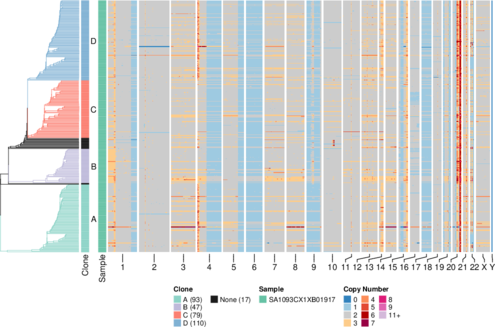 D
C
B
A
Clone
Sample
1 2 3 4 5 6 7 8 9 10 11 12 13 14 15 16 17 18 19 20 21 22 X Y
Clone Sample Copy Number
A (93) None (17) SA1093CX1XB01917 0 4 8
B (47) 1 5 9
C (79) 2 6 11+
D (110) 3 7